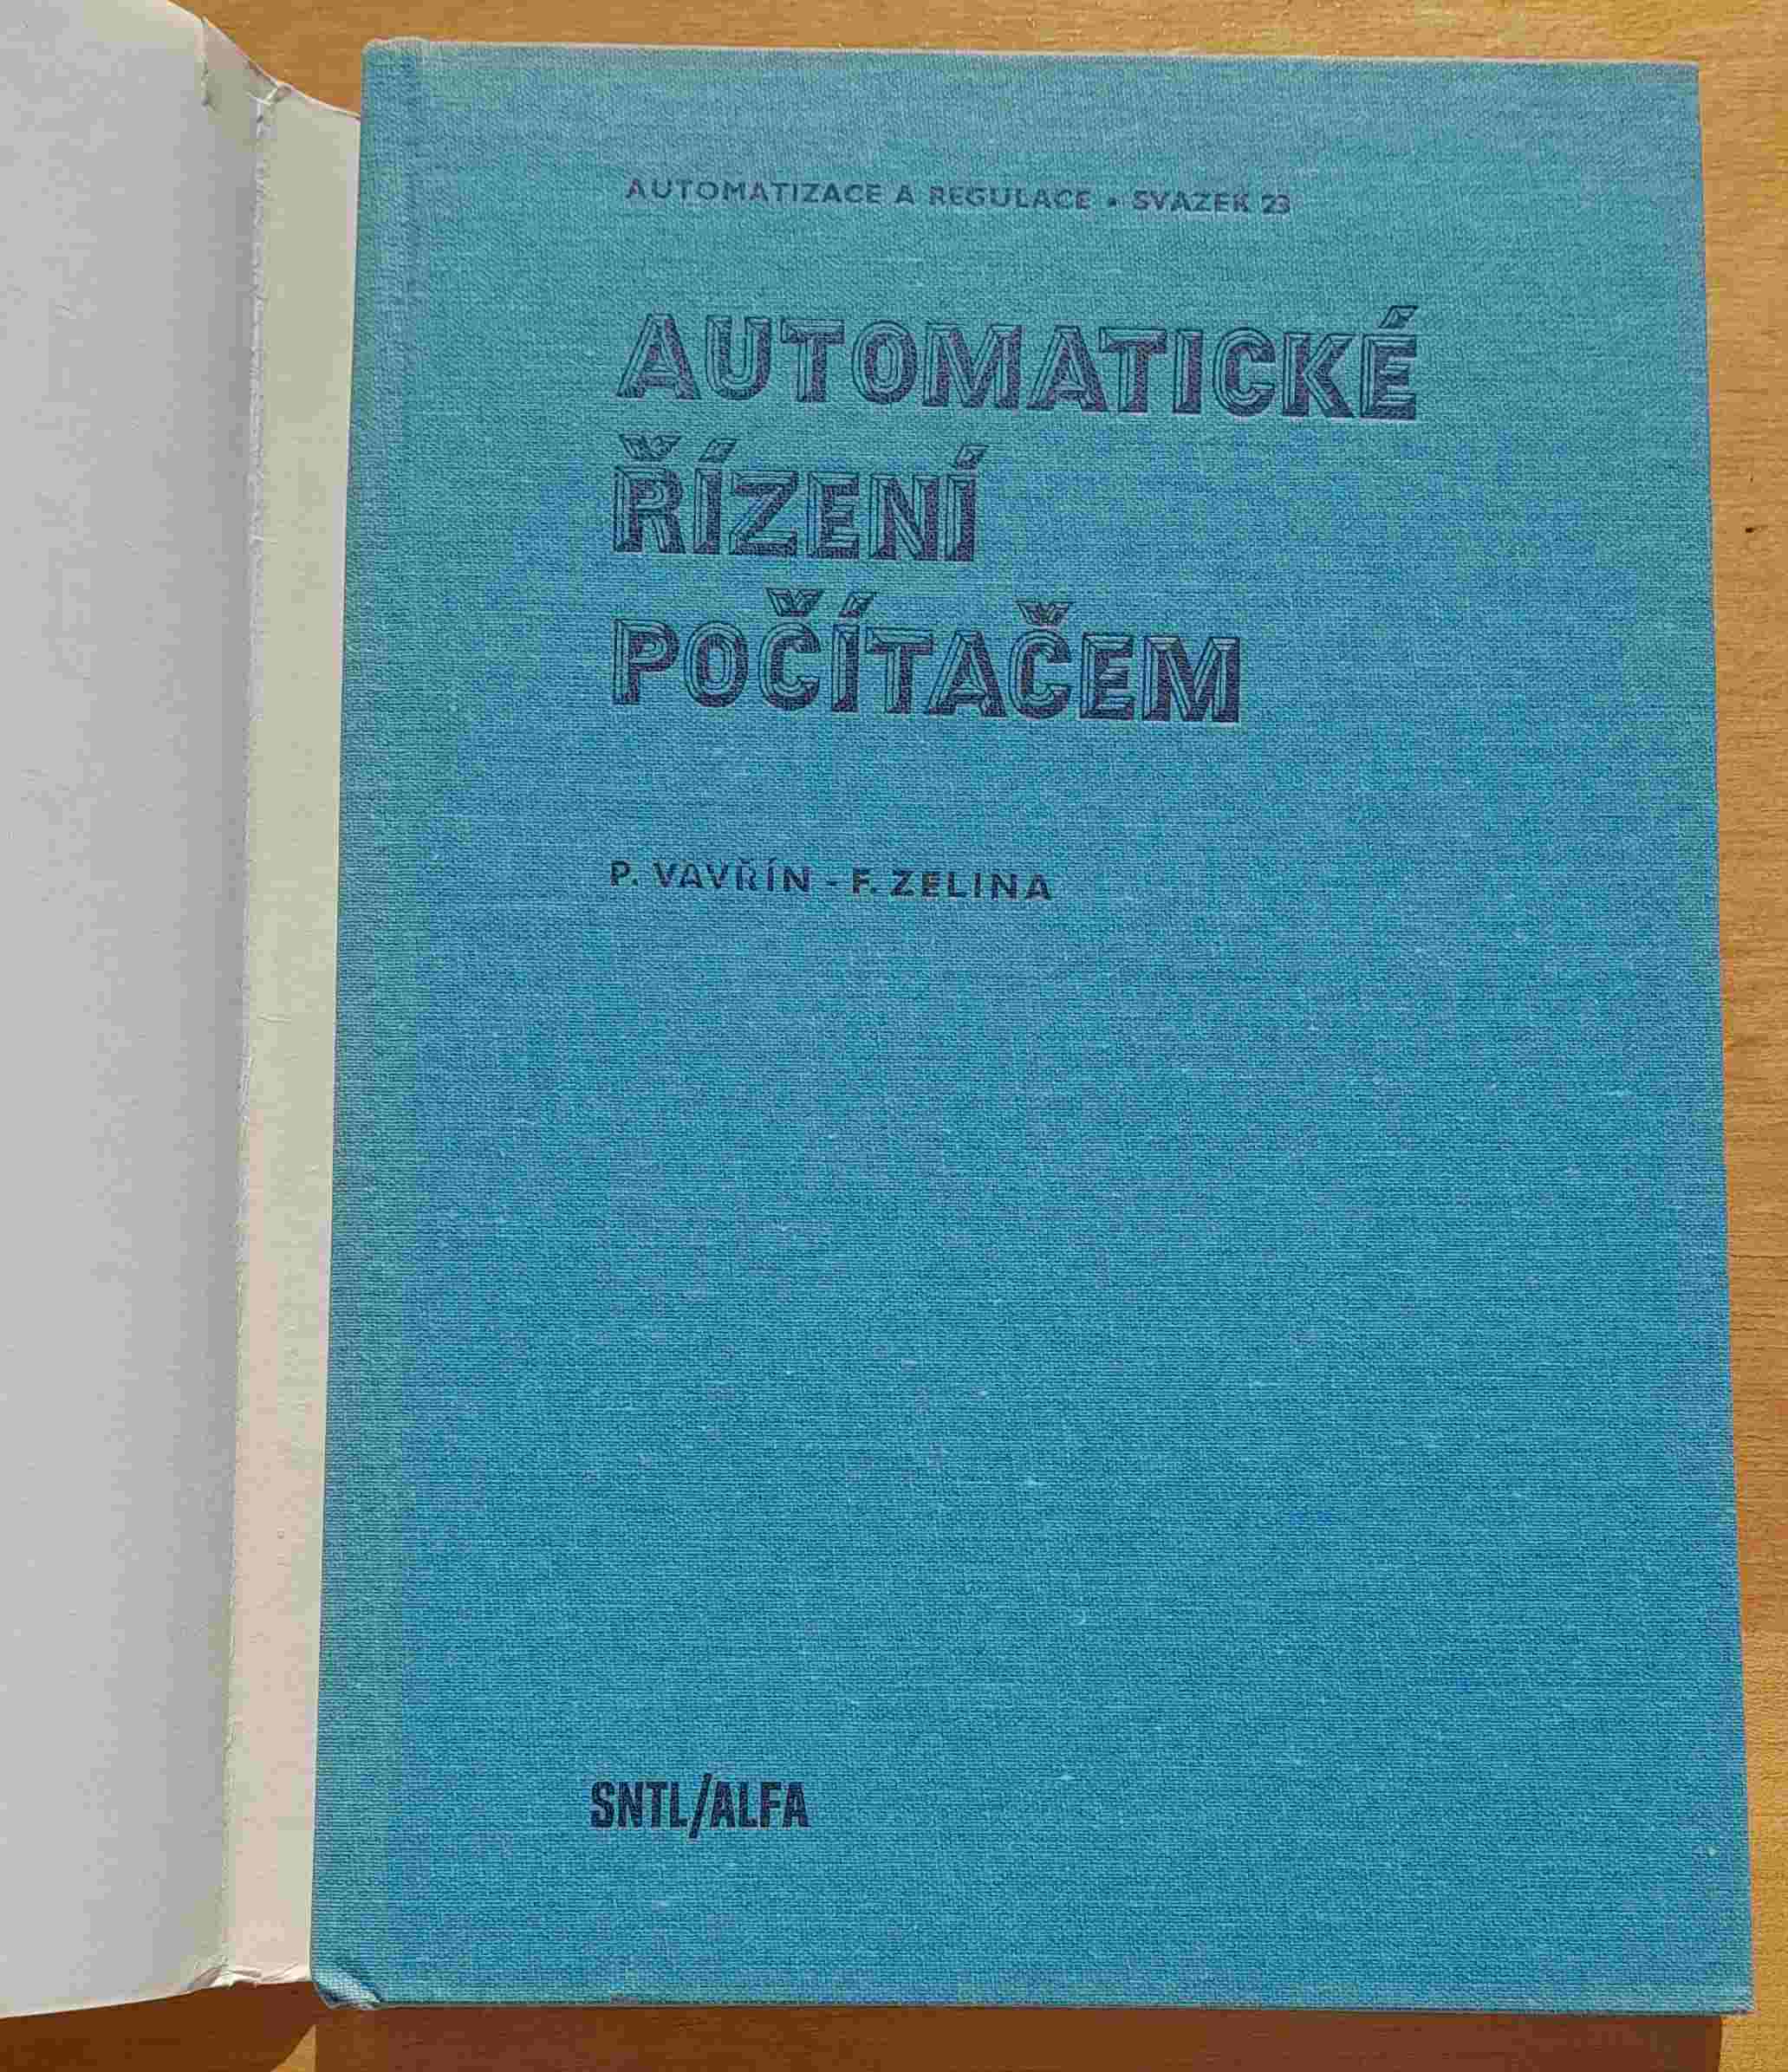 AUTOMATIZACE A REGULACE • SVAZEK 23
AUTOMATICKÉ
ŘÍZENÍ
POČÍTAČEM
P. VAVŘÍN - F. ZELINA
SNTL/ALFA